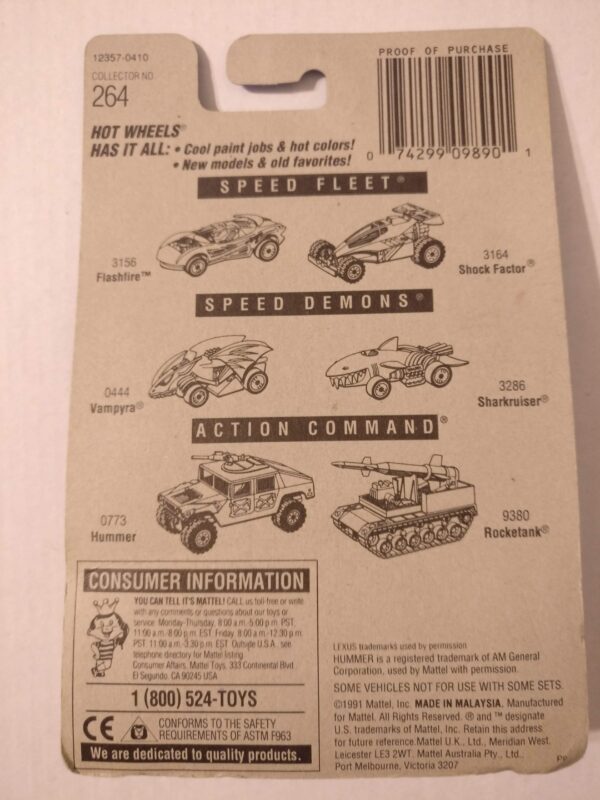 12357-0410
COLLECTOR NO.
264
PROOF OF PURCHASE
0 74299 09890 1
HOT WHEELS®
HAS IT ALL: • Cool paint jobs & hot colors!
• New models & old favorites!
SPEED FLEET®
3156
Flashfire™
3164
Shock Factor®
SPEED DEMONS®
0444
Vampyra®
3286
Sharkruiser®
ACTION COMMAND®
0773
Hummer
9380
Rocketank®
CONSUMER INFORMATION
YOU CAN TELL IT'S MATTEL! CALL us toll-free or write
with any comments or questions about our toys or
service. Monday-Thursday, 8:00 a.m.-5:00 p.m. PST,
11:00 a.m.-8:00 p.m. EST. Friday, 8:00 a.m.-12:30 p.m.
PST, 11:00 a.m.-3:30 p.m. EST. Outside U.S.A. see
telephone directory for Mattel listing.
Consumer Affairs, Mattel Toys, 333 Continental Blvd.
El Segundo, CA 90245 USA
1 (800) 524-TOYS
CE
CONFORMS TO THE SAFETY
REQUIREMENTS OF ASTM F963
We are dedicated to quality products.
LEXUS trademarks used by permission
HUMMER is a registered trademark of AM General
Corporation, used by Mattel with permission.
SOME VEHICLES NOT FOR USE WITH SOME SETS.
©1991 Mattel, Inc. MADE IN MALAYSIA. Manufactured
for Mattel. All Rights Reserved. ® and ™ designate
U.S. trademarks of Mattel, Inc. Retain this address
for future reference: Mattel U.K., Ltd., Meridian West,
Leicester LE3 2WT. Mattel Australia Pty., Ltd.,
Port Melbourne, Victoria 3207